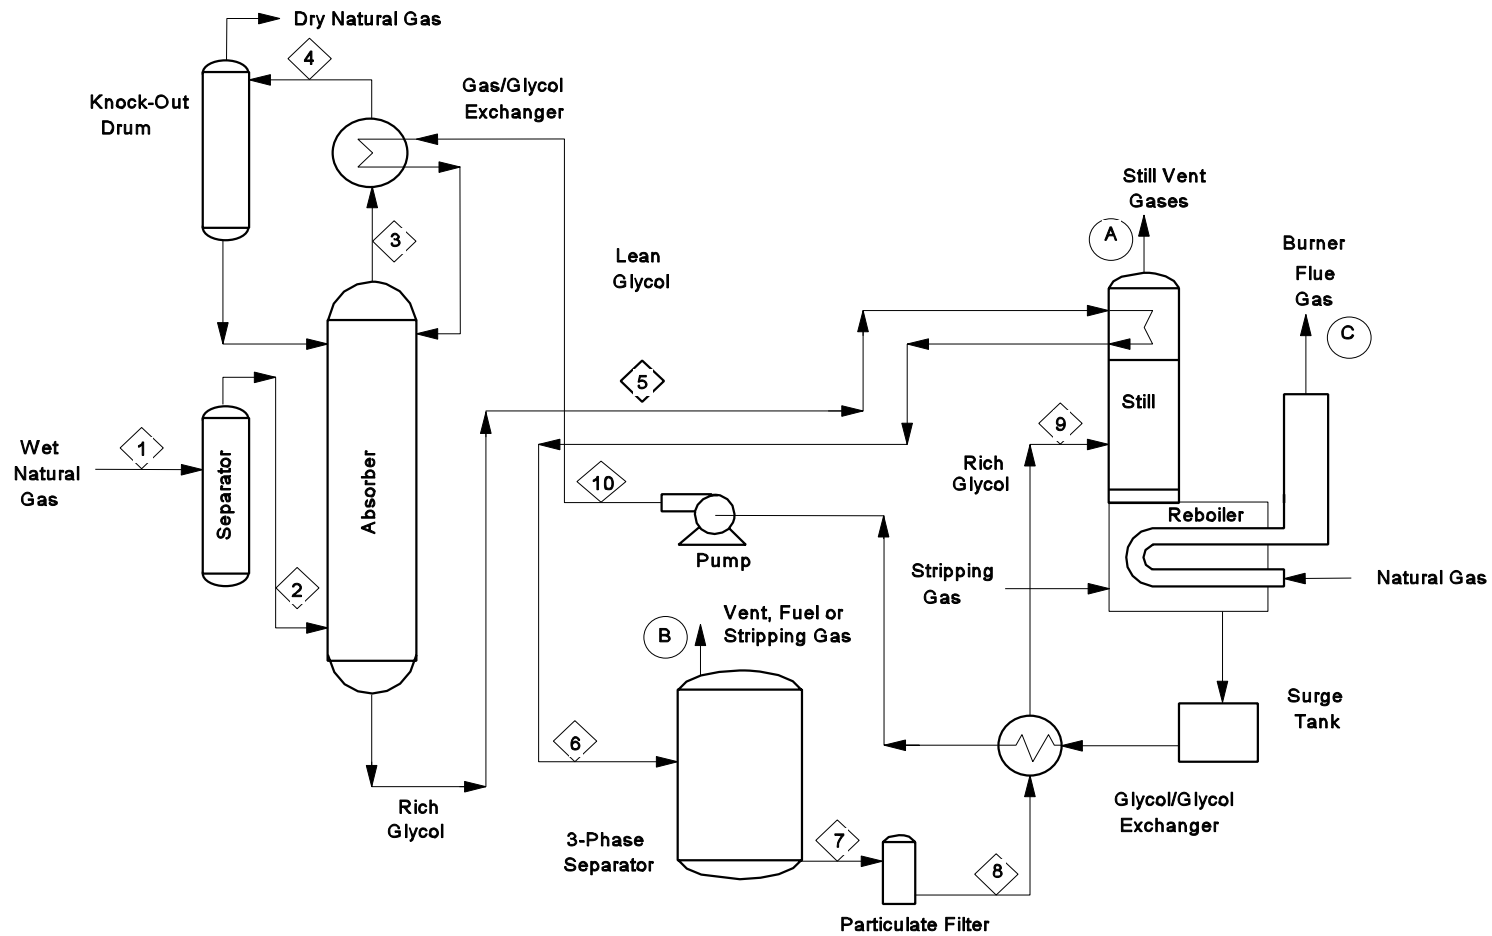 Dry Natural Gas
4
Knock-Out
Drum
Gas/Glycol
Exchanger
3
Still Vent
Gases
A
Burner
Flue
Gas
C
Lean
Glycol
5
Still
9
Rich
Glycol
Wet
Natural
Gas
1
Separator
Absorber
2
10
Pump
Reboiler
Stripping
Gas
Natural Gas
B
Vent, Fuel or
Stripping Gas
Surge
Tank
6
Rich
Glycol
3-Phase
Separator
7
8
Glycol/Glycol
Exchanger
Particulate Filter